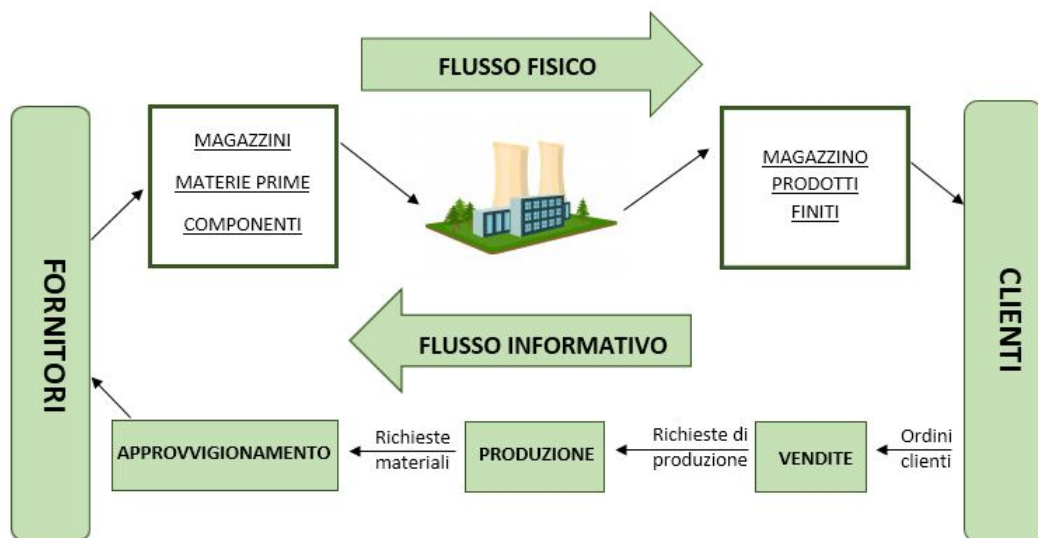 FLUSSO FISICO
FORNITORI
MAGAZZINI
MATERIE PRIME
COMPONENTI
MAGAZZINO
PRODOTTI
FINITI
CLIENTI
FLUSSO INFORMATIVO
APPROVVIGIONAMENTO
Richieste
materiali
PRODUZIONE
Richieste di
produzione
VENDITE
Ordini
clienti